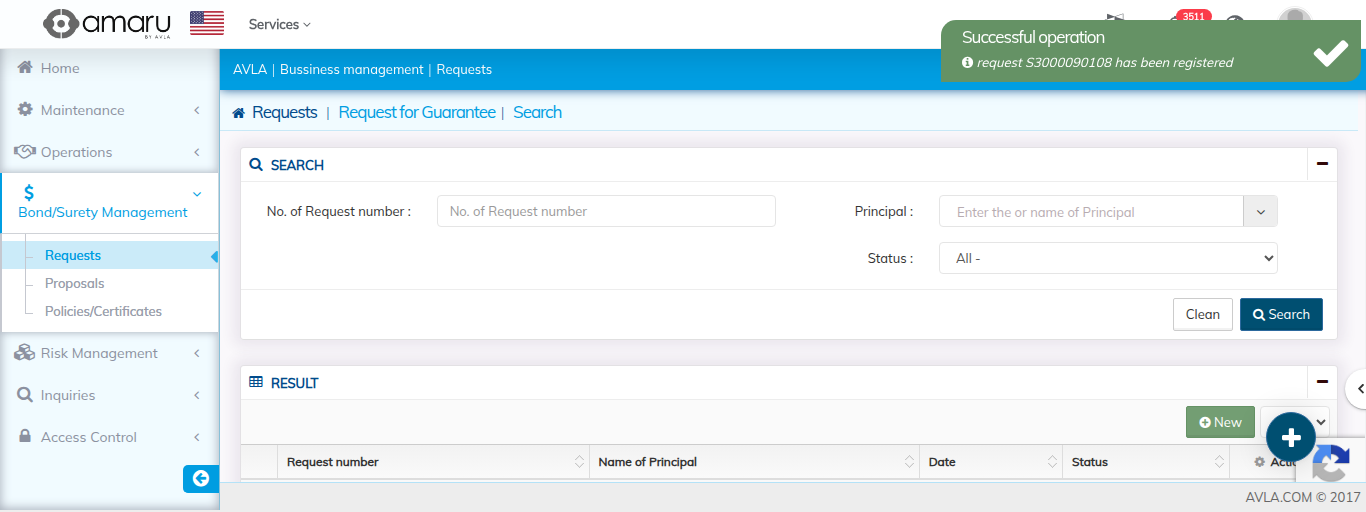 amaru
BY AVLA
Services
3511
Successful operation
request S3000090108 has been registered
Home
Maintenance
Operations
$
Bond/Surety Management
Requests
Proposals
Policies/Certificates
Risk Management
Inquiries
Access Control
AVLA | Bussiness management | Requests
Requests | Request for Guarantee | Search
SEARCH
No. of Request number :
No. of Request number
Principal :
Enter the or name of Principal
Status :
All -
Clean
Search
RESULT
New
Request number
Name of Principal
Date
Status
AVLA.COM © 2017